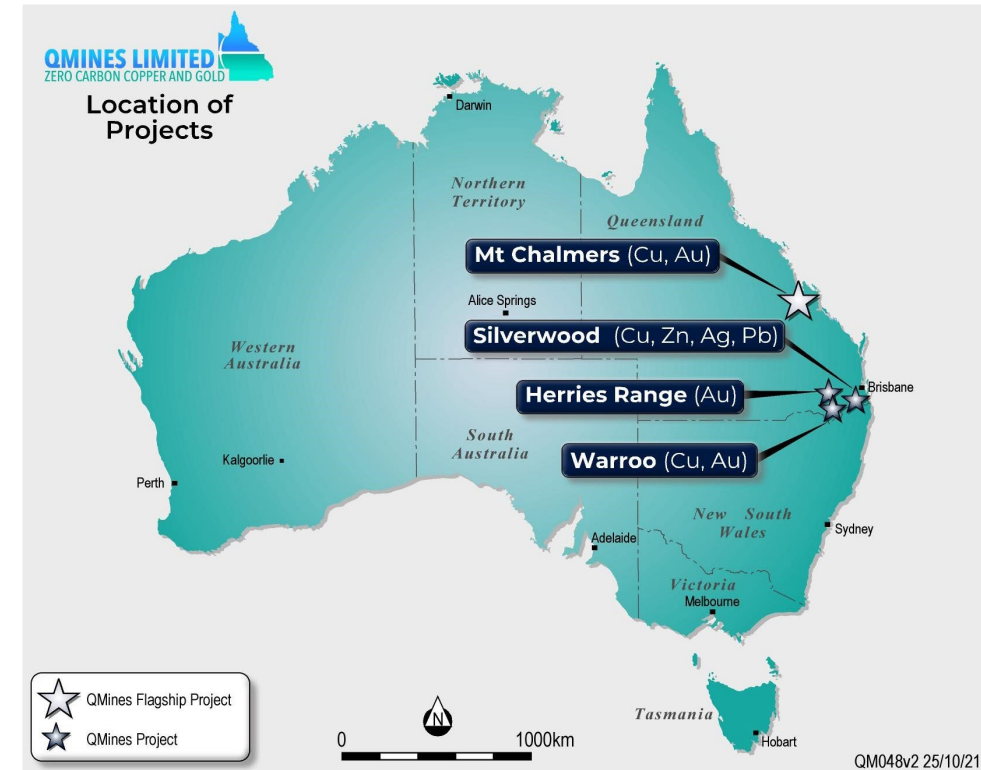 QMINES LIMITED
ZERO CARBON COPPER AND GOLD
Location of
Projects
Darwin
Northern
Territory
Queensland
Mt Chalmers (Cu, Au)
Alice Springs
Silverwood (Cu, Zn, Ag, Pb)
Western
Australia
Brisbane
Herries Range (Au)
South
Australia
Warroo (Cu, Au)
Kalgoorlie
Perth
New South
Wales
Sydney
Adelaide
Victoria
Melbourne
QMines Flagship Project
QMines Project
N
0 1000km
Tasmania
Hobart
QM048v2 25/10/21